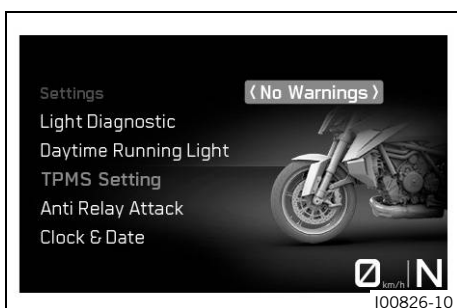 Settings
〈No Warnings〉
Light Diagnostic
Daytime Running Light
TPMS Setting
Anti Relay Attack
Clock & Date
0 km/h N
I00826-10